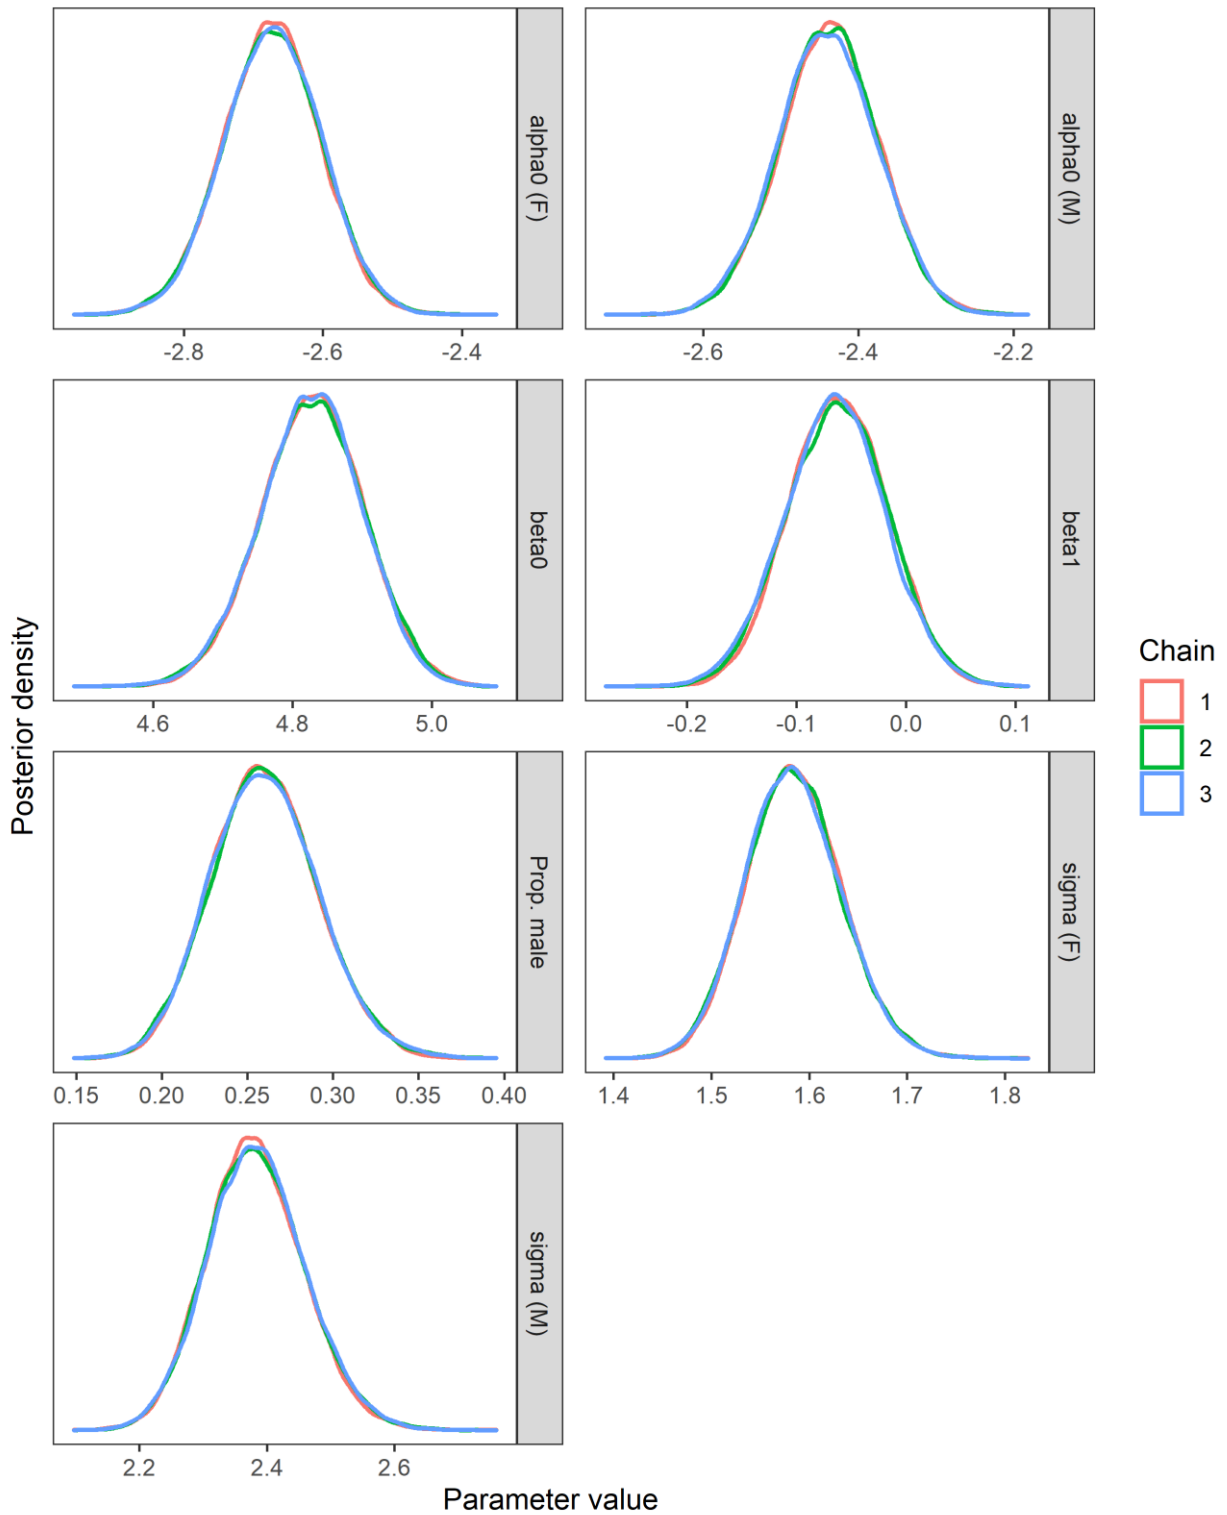 alpha0 (F)
-2.8 -2.6 -2.4
alpha0 (M)
-2.6 -2.4 -2.2
beta0
4.6 4.8 5.0
beta1
-0.2 -0.1 0.0 0.1
Prop. male
0.15 0.20 0.25 0.30 0.35 0.40
sigma (F)
1.4 1.5 1.6 1.7 1.8
sigma (M)
2.2 2.4 2.6
Posterior density
Parameter value
Chain
1
2
3